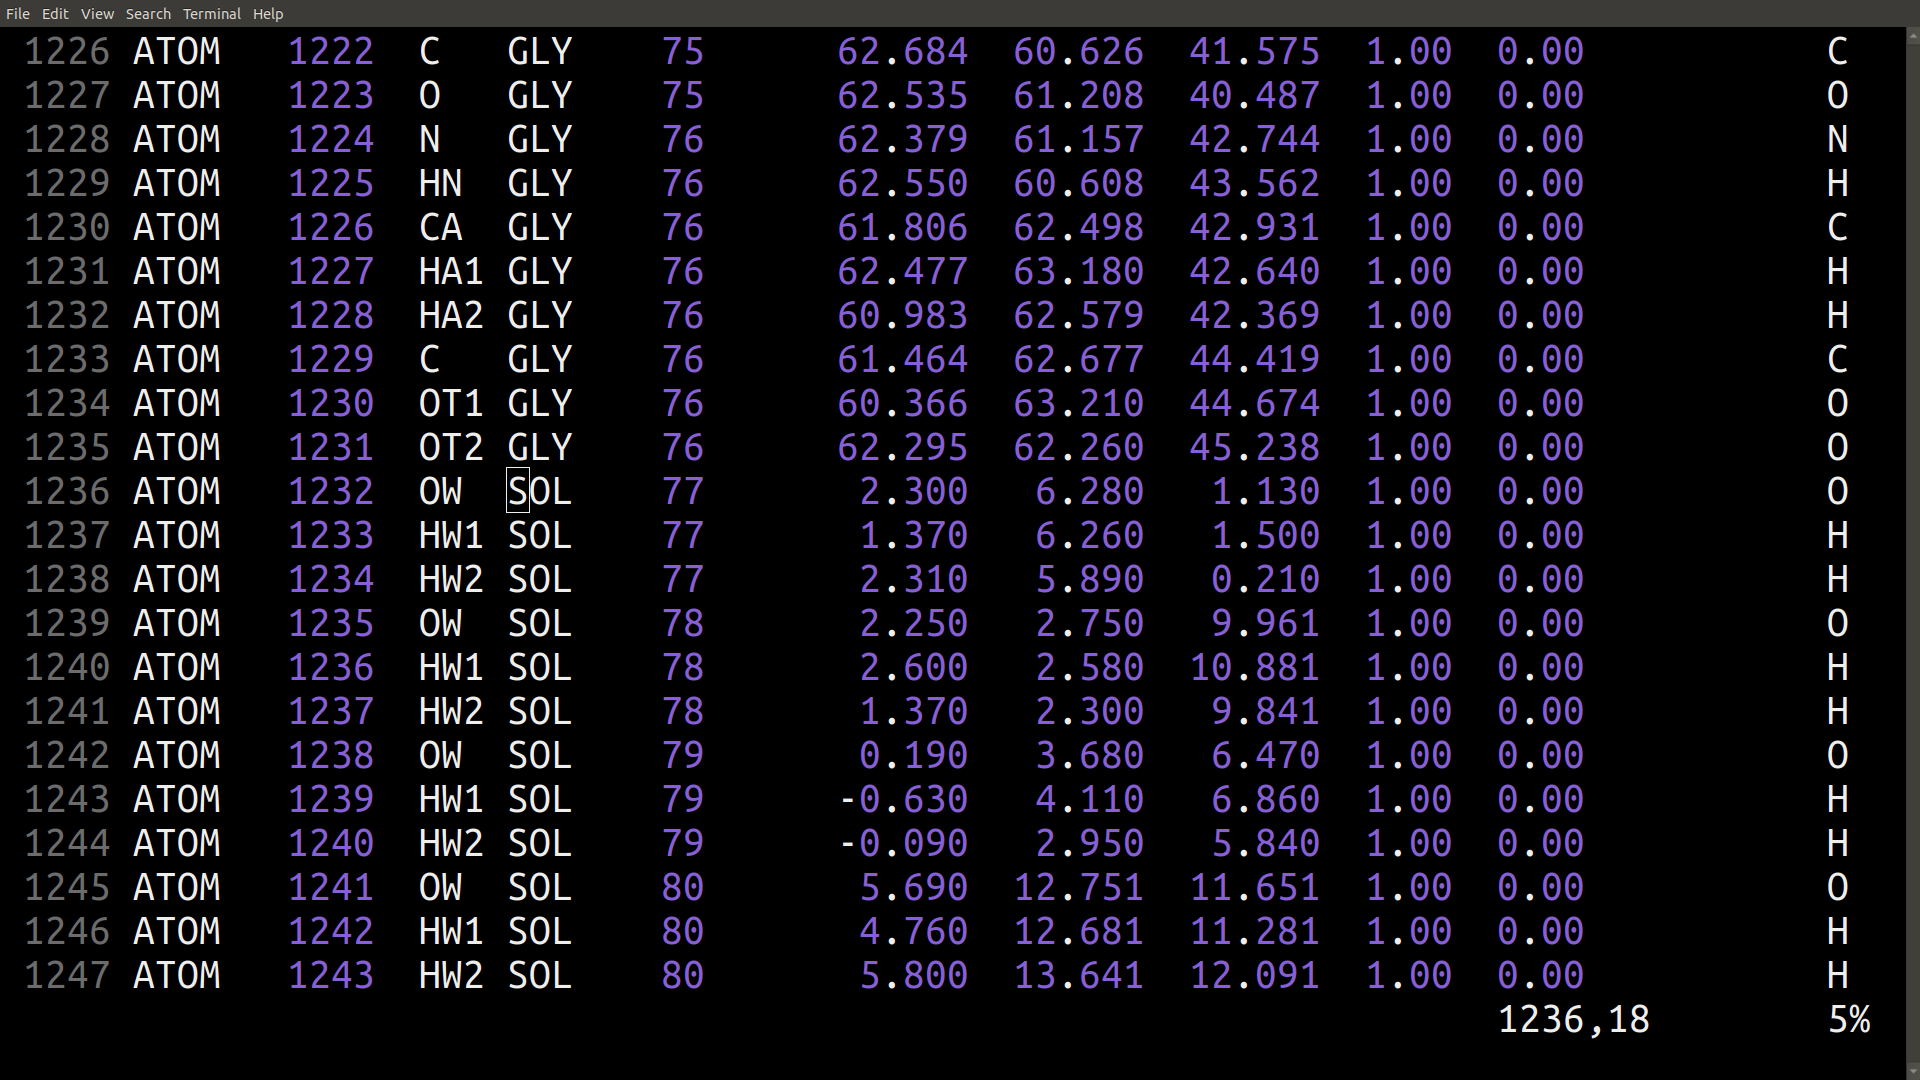 File Edit View Search Terminal Help
1226 ATOM 1222 C GLY 75 62.684 60.626 41.575 1.00 0.00 C
1227 ATOM 1223 O GLY 75 62.535 61.208 40.487 1.00 0.00 O
1228 ATOM 1224 N GLY 76 62.379 61.157 42.744 1.00 0.00 N
1229 ATOM 1225 HN GLY 76 62.550 60.608 43.562 1.00 0.00 H
1230 ATOM 1226 CA GLY 76 61.806 62.498 42.931 1.00 0.00 C
1231 ATOM 1227 HA1 GLY 76 62.477 63.180 42.640 1.00 0.00 H
1232 ATOM 1228 HA2 GLY 76 60.983 62.579 42.369 1.00 0.00 H
1233 ATOM 1229 C GLY 76 61.464 62.677 44.419 1.00 0.00 C
1234 ATOM 1230 OT1 GLY 76 60.366 63.210 44.674 1.00 0.00 O
1235 ATOM 1231 OT2 GLY 76 62.295 62.260 45.238 1.00 0.00 O
1236 ATOM 1232 OW SOL 77 2.300 6.280 1.130 1.00 0.00 O
1237 ATOM 1233 HW1 SOL 77 1.370 6.260 1.500 1.00 0.00 H
1238 ATOM 1234 HW2 SOL 77 2.310 5.890 0.210 1.00 0.00 H
1239 ATOM 1235 OW SOL 78 2.250 2.750 9.961 1.00 0.00 O
1240 ATOM 1236 HW1 SOL 78 2.600 2.580 10.881 1.00 0.00 H
1241 ATOM 1237 HW2 SOL 78 1.370 2.300 9.841 1.00 0.00 H
1242 ATOM 1238 OW SOL 79 0.190 3.680 6.470 1.00 0.00 O
1243 ATOM 1239 HW1 SOL 79 -0.630 4.110 6.860 1.00 0.00 H
1244 ATOM 1240 HW2 SOL 79 -0.090 2.950 5.840 1.00 0.00 H
1245 ATOM 1241 OW SOL 80 5.690 12.751 11.651 1.00 0.00 O
1246 ATOM 1242 HW1 SOL 80 4.760 12.681 11.281 1.00 0.00 H
1247 ATOM 1243 HW2 SOL 80 5.800 13.641 12.091 1.00 0.00 H
1236,18 5%